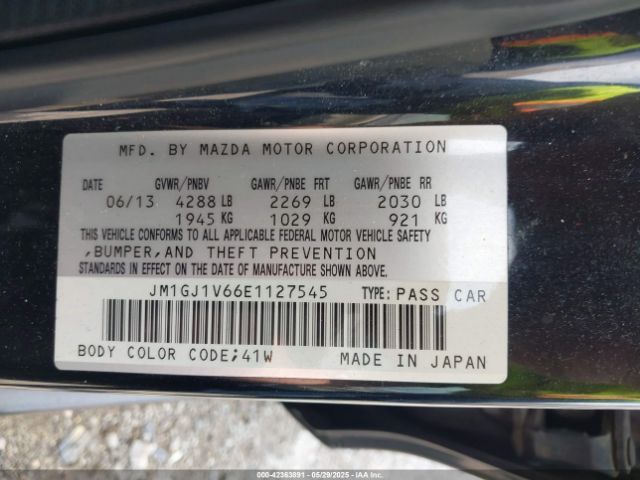 MFD. BY MAZDA MOTOR CORPORATION
DATE GVWR/PNBV GAWR/PNBE FRT GAWR/PNBE RR
06/13 4288 LB 2269 LB 2030 LB
1945 KG 1029 KG 921 KG
THIS VEHICLE CONFORMS TO ALL APPLICABLE FEDERAL MOTOR VEHICLE SAFETY
,BUMPER,AND THEFT PREVENTION
STANDARDS IN EFFECT ON THE DATE OF MANUFACTURE SHOWN ABOVE.
JM1GJ1V66E1127545 TYPE: PASS CAR
BODY COLOR CODE;41W MADE IN JAPAN
00-42363891 - 05/29/2025 - IAAI.COM